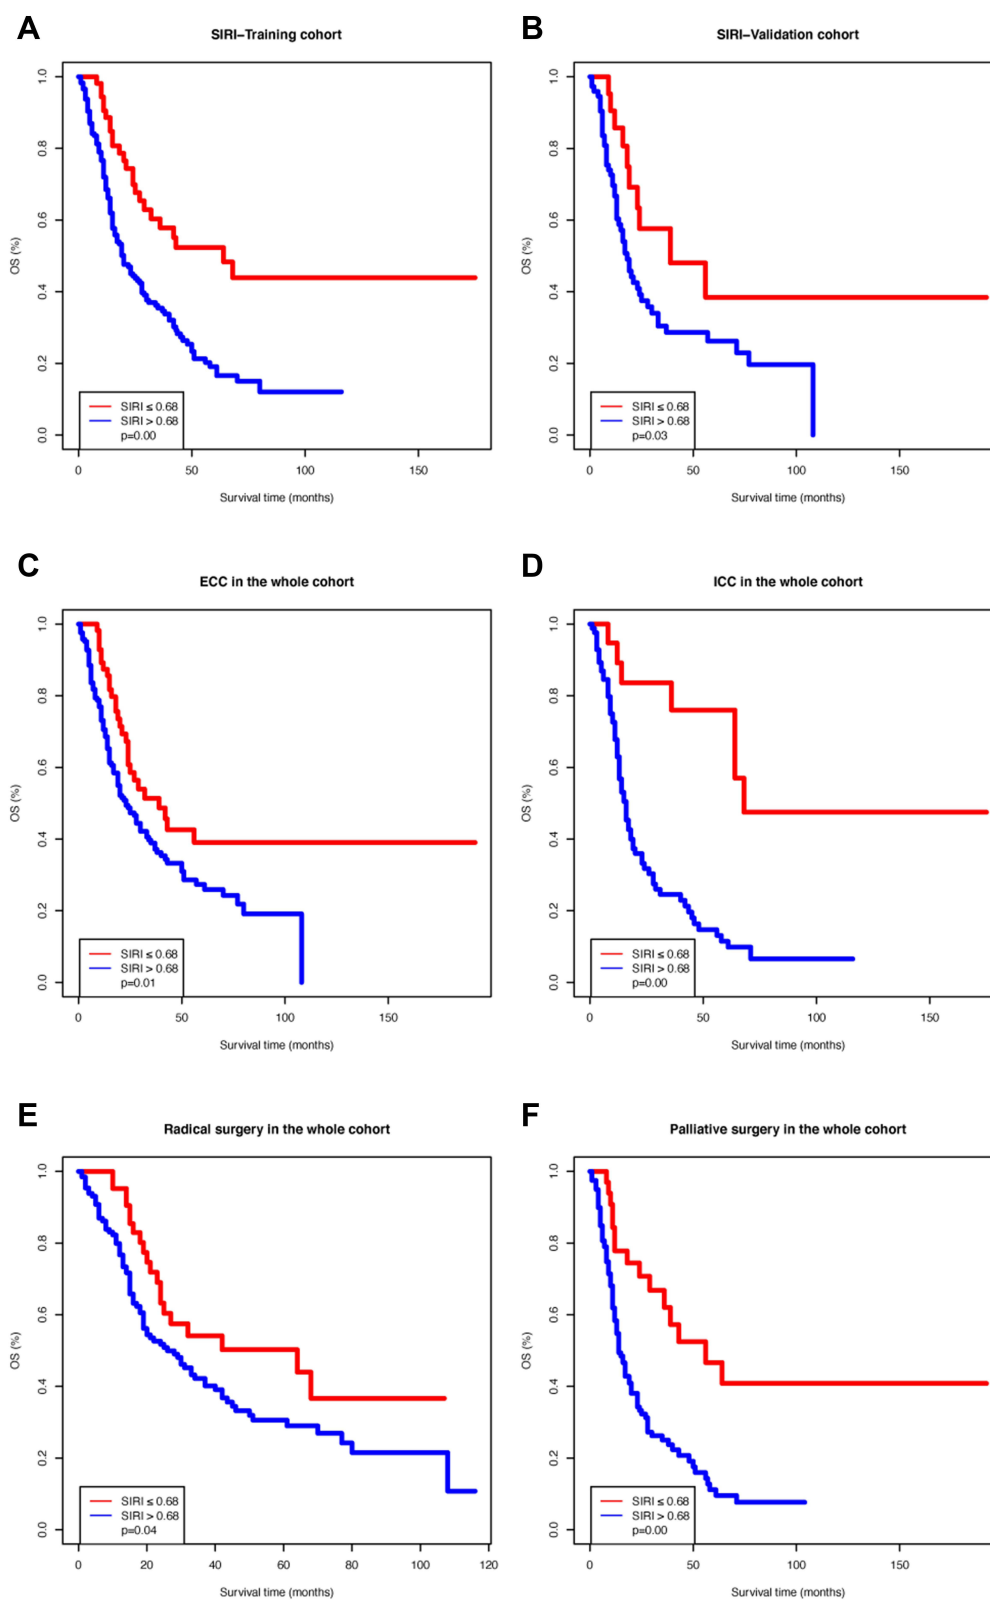 A
SIRI–Training cohort
OS (%)
1.0
0.8
0.6
0.4
0.2
0.0
SIRI ≤ 0.68
SIRI > 0.68
p=0.00
0 50 100 150
Survival time (months)
B
SIRI–Validation cohort
OS (%)
1.0
0.8
0.6
0.4
0.2
0.0
SIRI ≤ 0.68
SIRI > 0.68
p=0.03
0 50 100 150
Survival time (months)
C
ECC in the whole cohort
OS (%)
1.0
0.8
0.6
0.4
0.2
0.0
SIRI ≤ 0.68
SIRI > 0.68
p=0.01
0 50 100 150
Survival time (months)
D
ICC in the whole cohort
OS (%)
1.0
0.8
0.6
0.4
0.2
0.0
SIRI ≤ 0.68
SIRI > 0.68
p=0.00
0 50 100 150
Survival time (months)
E
Radical surgery in the whole cohort
OS (%)
1.0
0.8
0.6
0.4
0.2
0.0
SIRI ≤ 0.68
SIRI > 0.68
p=0.04
0 20 40 60 80 100 120
Survival time (months)
F
Palliative surgery in the whole cohort
OS (%)
1.0
0.8
0.6
0.4
0.2
0.0
SIRI ≤ 0.68
SIRI > 0.68
p=0.00
0 50 100 150
Survival time (months)